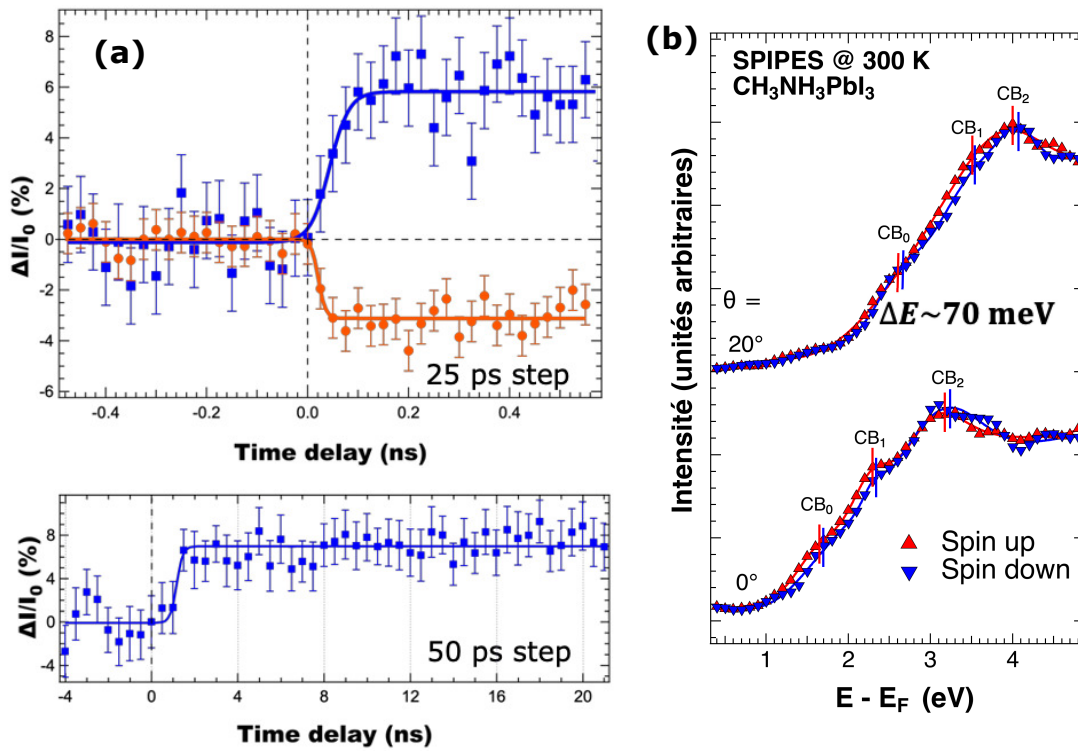 (a)
8
6
4
2
0
-2
-4
-6
ΔI/I₀ (%)
25 ps step
-0.4 -0.2 0.0 0.2 0.4
Time delay (ns)
8
4
0
-4
ΔI/I₀ (%)
50 ps step
-4 0 4 8 12 16 20
Time delay (ns)
(b)
SPIPES @ 300 K
CH₃NH₃PbI₃
CB₂
CB₁
CB₀
θ =
20°
ΔE~70 meV
CB₂
CB₁
CB₀
0°
Spin up
Spin down
Intensité (unités arbitraires)
1 2 3 4
E - E_F (eV)